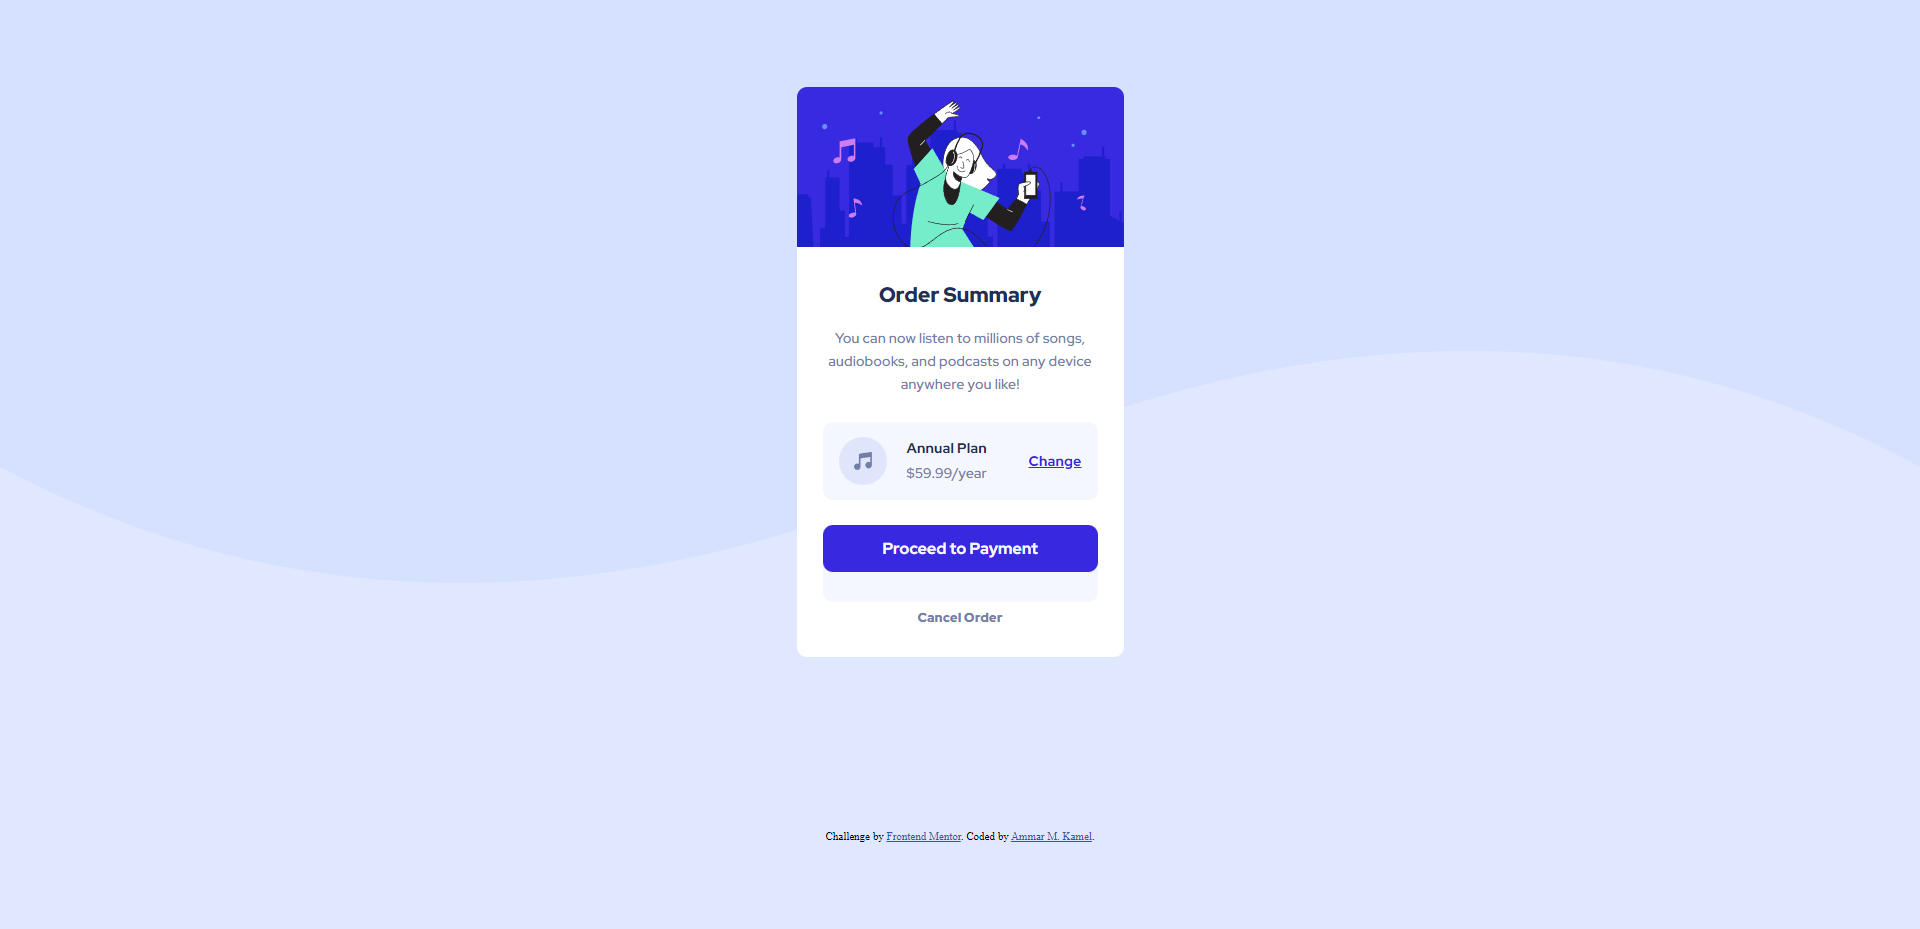 Order Summary
You can now listen to millions of songs,
audiobooks, and podcasts on any device
anywhere you like!
Annual Plan
$59.99/year
Change
Proceed to Payment
Cancel Order
Challenge by Frontend Mentor. Coded by Ammar M. Kamel.